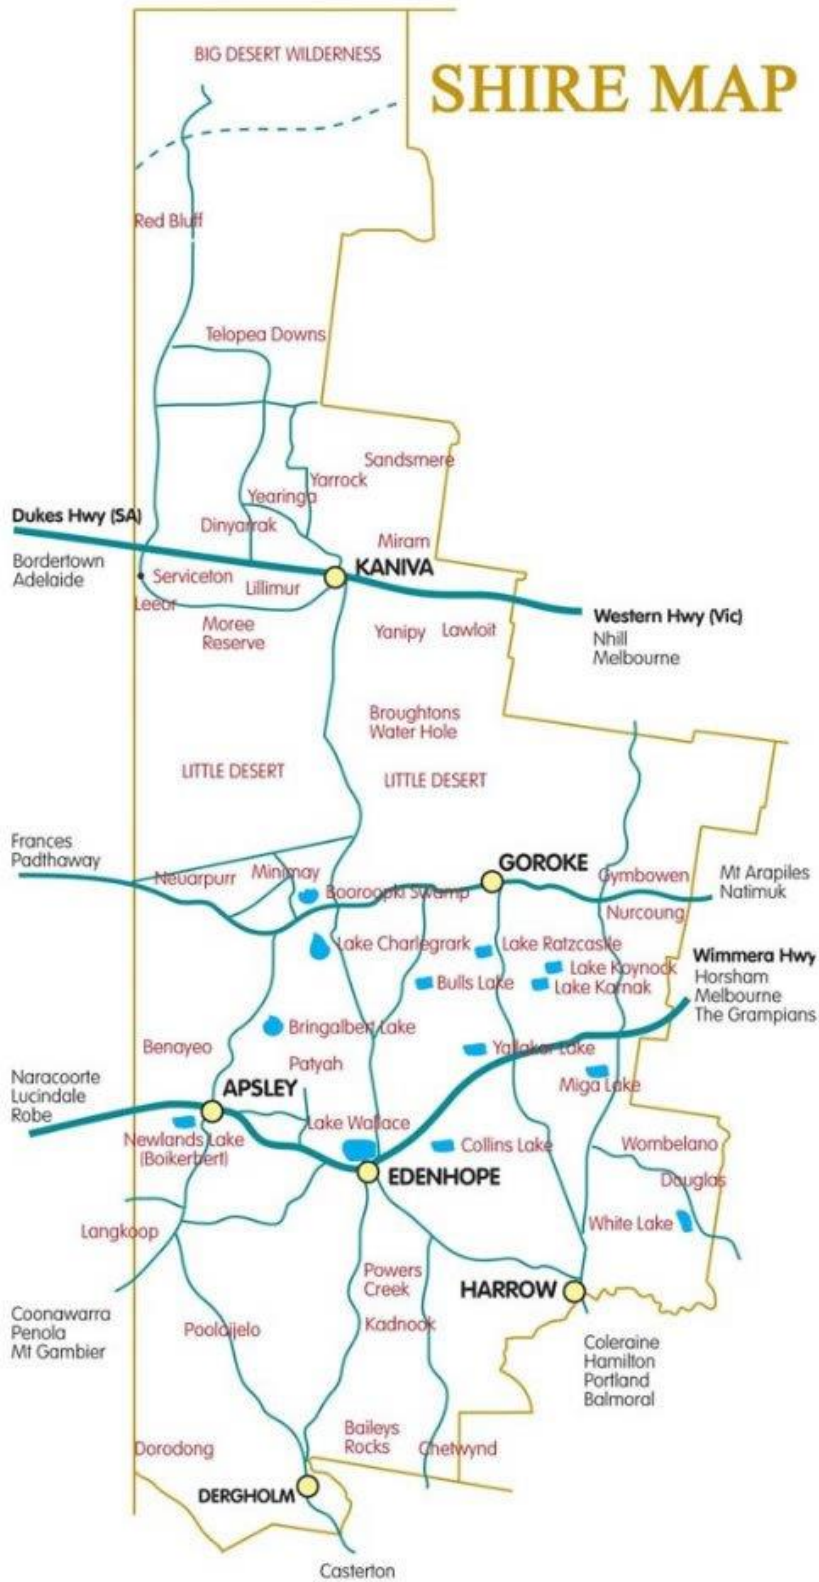 BIG DESERT WILDERNESS
SHIRE MAP
Red Bluff
Telopea Downs
Sandsmere
Yarrock
Yearinga
Dukes Hwy (SA)
Dinyarrak
Miram
Bordertown
Adelaide
KANIVA
Serviceton
Lillimur
Leeor
Western Hwy (Vic)
Nhill
Melbourne
Moree
Reserve
Yanipy
Lawloit
Broughtons
Water Hole
LITTLE DESERT
LITTLE DESERT
Frances
Padthaway
GOROKE
Neuarpurr
Minimay
Booroopki Swamp
Gymbowen
Mt Arapiles
Natimuk
Nurcoung
Lake Charlegrark
Lake Ratzcastle
Wimmera Hwy
Horsham
Melbourne
The Grampians
Lake Koynock
Bulls Lake
Lake Karnak
Bringalbert Lake
Benayeo
Yallakar Lake
Patyah
Naracoorte
Lucindale
Robe
APSLEY
Miga Lake
Lake Wallace
Newlands Lake
(Boikerbert)
Collins Lake
Wombelano
EDENHOPE
Douglas
Langkoop
White Lake
Powers
Creek
HARROW
Coonawarra
Penola
Mt Gambier
Poolaijelo
Kadnook
Coleraine
Hamilton
Portland
Balmoral
Dorodong
Baileys
Rocks
Chetwynd
DERGHOLM
Casterton